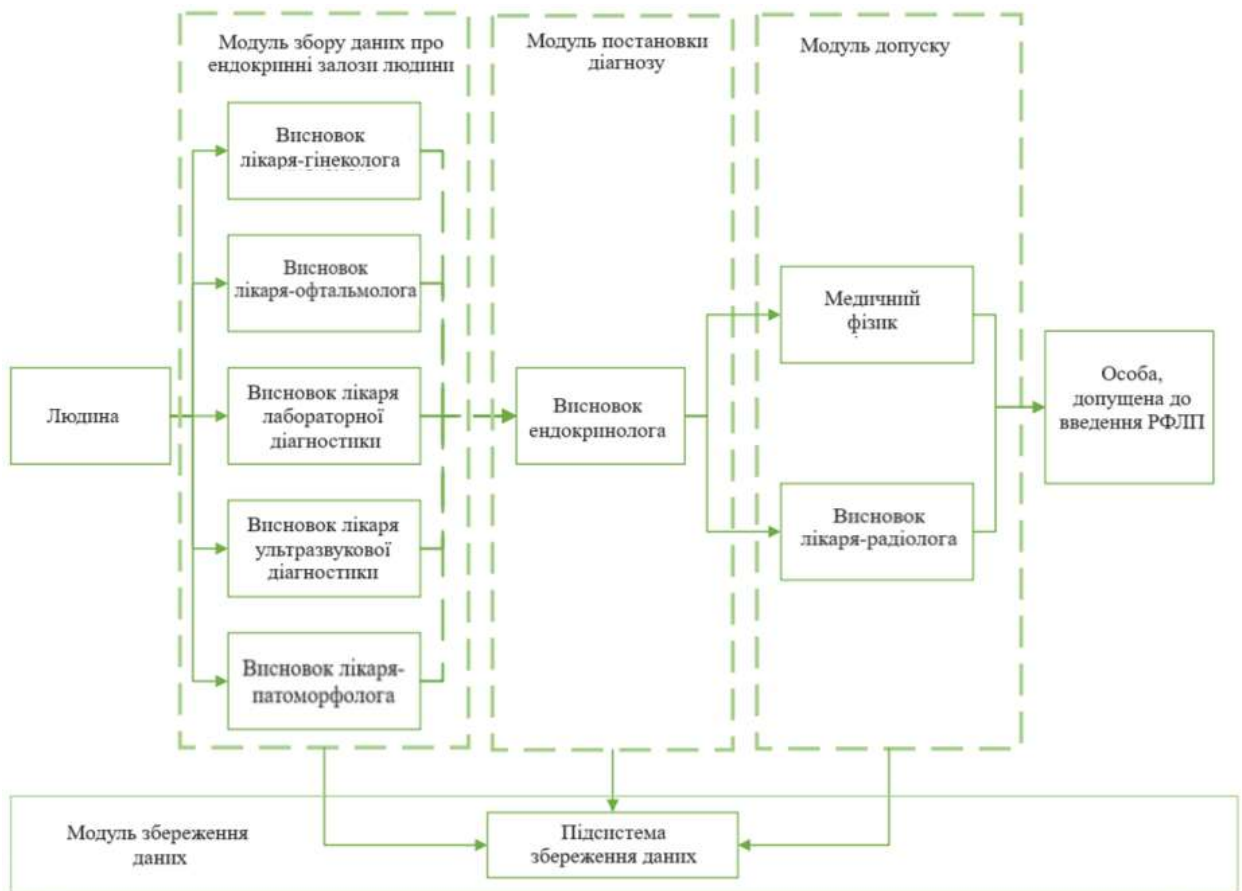 Модуль збору даних про
ендокринні залози людини
Модуль постановки
діагнозу
Модуль допуску
Висновок
лікаря-гінеколога
Висновок
лікаря-офтальмолога
Людина
Висновок лікаря
лабораторної
діагностики
Висновок лікаря
ультразвукової
діагностики
Висновок лікаря-
патоморфолога
Висновок
ендокринолога
Медичний
фізик
Висновок
лікаря-радіолога
Особа,
допущена до
введення РФЛП
Модуль збереження
даних
Підсистема
збереження даних